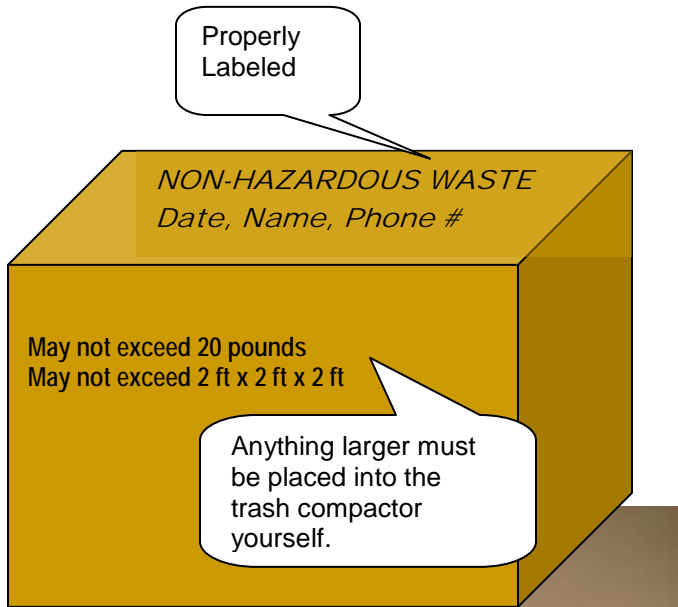 Properly
Labeled
NON-HAZARDOUS WASTE
Date, Name, Phone #
May not exceed 20 pounds
May not exceed 2 ft x 2 ft x 2 ft
Anything larger must
be placed into the
trash compactor
yourself.